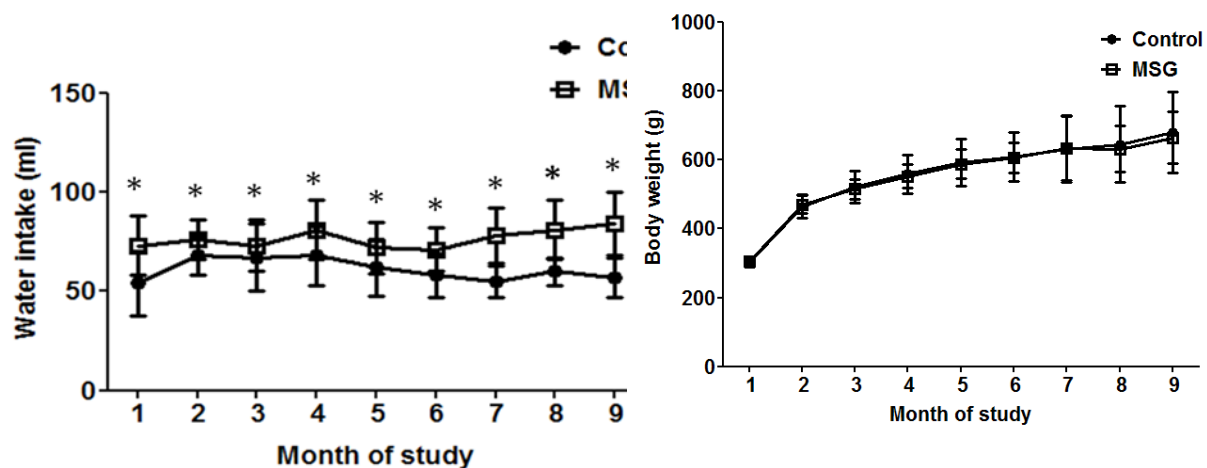 Co
MS
Water intake (ml)
150
100
50
0
* * * * * * * * *
1 2 3 4 5 6 7 8 9
Month of study
Control
MSG
Body weight (g)
1000
800
600
400
200
0
1 2 3 4 5 6 7 8 9
Month of study